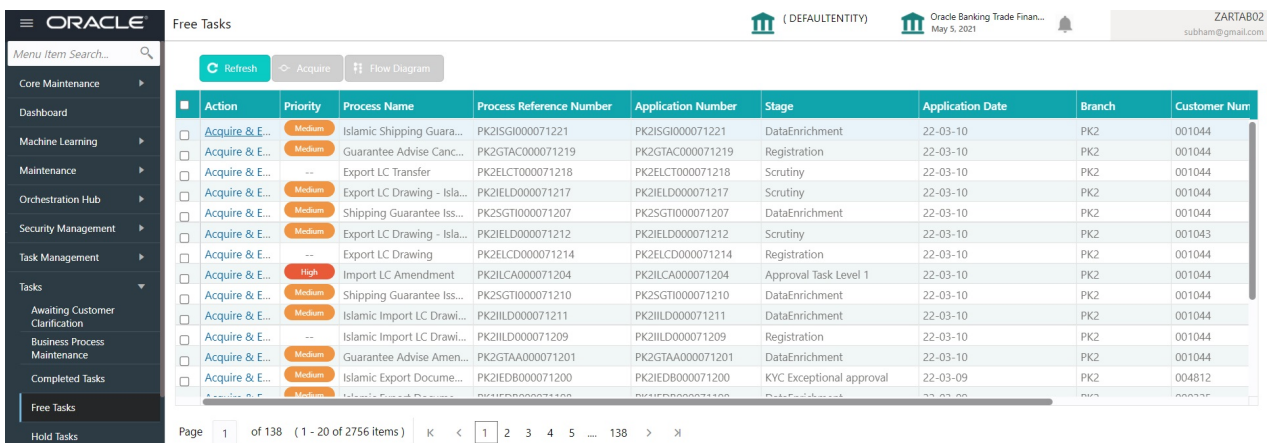 ORACLE®
Free Tasks
( DEFAULTENTITY)
Oracle Banking Trade Finan...
May 5, 2021
ZARTAB02
subham@gmail.com
Menu Item Search...
Core Maintenance
Dashboard
Machine Learning
Maintenance
Orchestration Hub
Security Management
Task Management
Tasks
Awaiting Customer
Clarification
Business Process
Maintenance
Completed Tasks
Free Tasks
Hold Tasks
Refresh Acquire Flow Diagram
Action Priority Process Name Process Reference Number Application Number Stage Application Date Branch Customer Num
Acquire & E... Medium Islamic Shipping Guara... PK2ISGI000071221 PK2ISGI000071221 DataEnrichment 22-03-10 PK2 001044
Acquire & E... Medium Guarantee Advise Canc... PK2GTAC000071219 PK2GTAC000071219 Registration 22-03-10 PK2 001044
Acquire & E... -- Export LC Transfer PK2ELCT000071218 PK2ELCT000071218 Scrutiny 22-03-10 PK2 001044
Acquire & E... Medium Export LC Drawing - Isla... PK2IELD000071217 PK2IELD000071217 Scrutiny 22-03-10 PK2 001044
Acquire & E... Medium Shipping Guarantee Iss... PK2SGTI000071207 PK2SGTI000071207 DataEnrichment 22-03-10 PK2 001044
Acquire & E... Medium Export LC Drawing - Isla... PK2IELD000071212 PK2IELD000071212 Scrutiny 22-03-10 PK2 001043
Acquire & E... -- Export LC Drawing PK2ELCD000071214 PK2ELCD000071214 Registration 22-03-10 PK2 001044
Acquire & E... High Import LC Amendment PK2ILCA000071204 PK2ILCA000071204 Approval Task Level 1 22-03-10 PK2 001044
Acquire & E... Medium Shipping Guarantee Iss... PK2SGTI000071210 PK2SGTI000071210 DataEnrichment 22-03-10 PK2 001044
Acquire & E... Medium Islamic Import LC Drawi... PK2IILD000071211 PK2IILD000071211 DataEnrichment 22-03-10 PK2 001044
Acquire & E... -- Islamic Import LC Drawi... PK2IILD000071209 PK2IILD000071209 Registration 22-03-10 PK2 001044
Acquire & E... Medium Guarantee Advise Amen... PK2GTAA000071201 PK2GTAA000071201 DataEnrichment 22-03-10 PK2 001044
Acquire & E... Medium Islamic Export Docume... PK2IEDB000071200 PK2IEDB000071200 KYC Exceptional approval 22-03-09 PK2 004812
Page 1 of 138 (1 - 20 of 2756 items) 1 2 3 4 5 ... 138